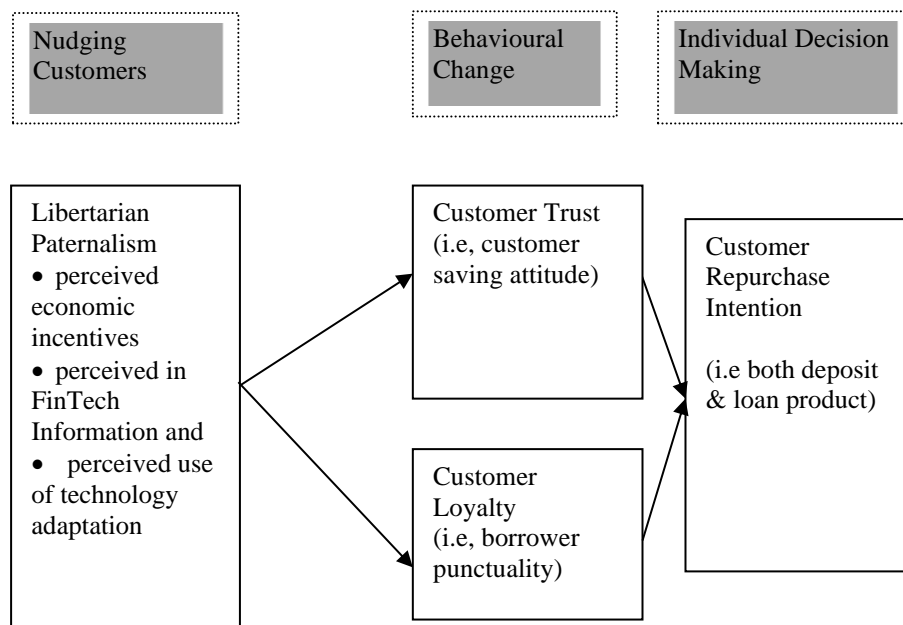 Nudging
Customers
Behavioural
Change
Individual Decision
Making
Libertarian
Paternalism
• perceived
economic
incentives
• perceived in
FinTech
Information and
• perceived use
of technology
adaptation
Customer Trust
(i.e, customer
saving attitude)
Customer
Loyalty
(i.e, borrower
punctuality)
Customer
Repurchase
Intention
(i.e both deposit
& loan product)